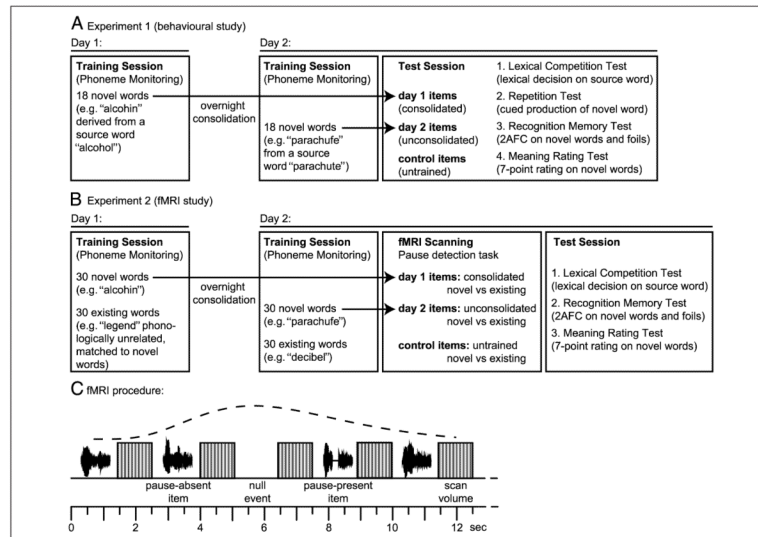 A Experiment 1 (behavioural study)
Day 1:
Day 2:
Training Session
(Phoneme Monitoring)
18 novel words
(e.g. "alcohin"
derived from a
source word
"alcohol")
overnight
consolidation
Training Session
(Phoneme Monitoring)
18 novel words
(e.g. "parachufe"
from a source
word "parachute")
Test Session
day 1 items
(consolidated)
day 2 items
(unconsolidated)
control items
(untrained)
1. Lexical Competition Test
(lexical decision on source word)
2. Repetition Test
(cued production of novel word)
3. Recognition Memory Test
(2AFC on novel words and foils)
4. Meaning Rating Test
(7-point rating on novel words)
B Experiment 2 (fMRI study)
Day 1:
Day 2:
Training Session
(Phoneme Monitoring)
30 novel words
(e.g. "alcohin")
30 existing words
(e.g. "legend" phono-
logically unrelated,
matched to novel
words)
overnight
consolidation
Training Session
(Phoneme Monitoring)
30 novel words
(e.g. "parachufe")
30 existing words
(e.g. "decibel")
fMRI Scanning
Pause detection task
day 1 items: consolidated
novel vs existing
day 2 items: unconsolidated
novel vs existing
control items: untrained
novel vs existing
Test Session
1. Lexical Competition Test
(lexical decision on source word)
2. Recognition Memory Test
(2AFC on novel words and foils)
3. Meaning Rating Test
(7-point rating on novel words)
C fMRI procedure:
pause-absent
item
null
event
pause-present
item
scan
volume
0 2 4 6 8 10 12 sec